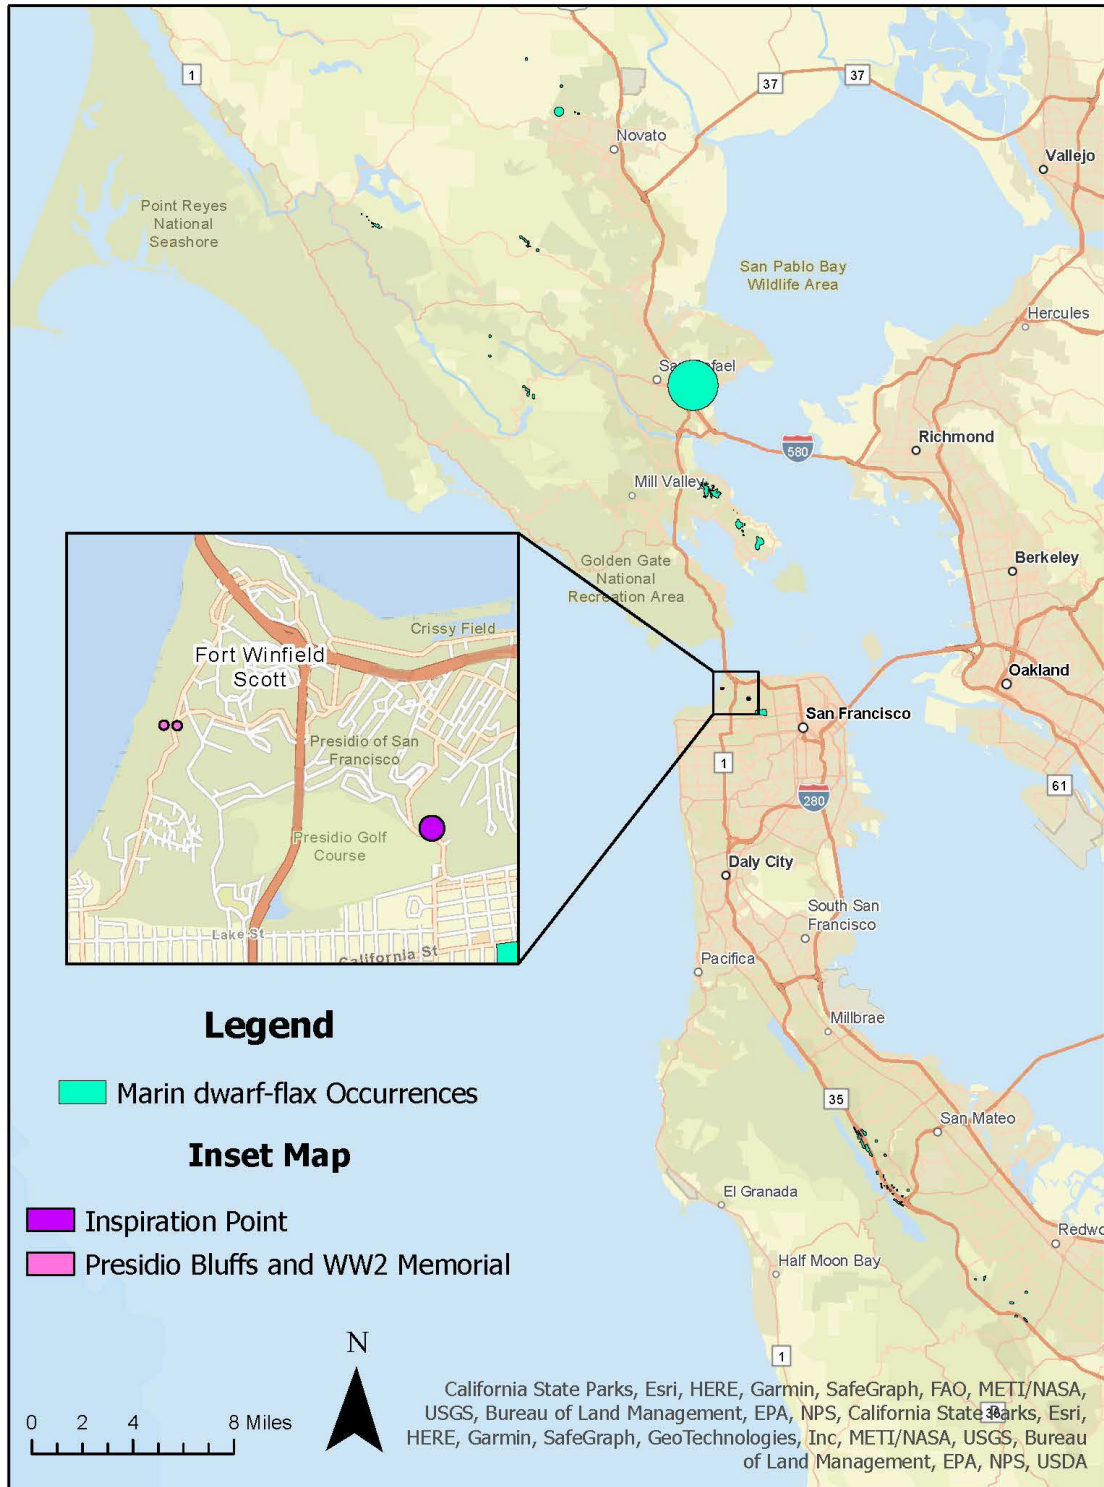 1
37
37
Novato
Vallejo
Point Reyes
National
Seashore
San Pablo Bay
Wildlife Area
Hercules
Richmond
580
Mill Valley
Golden Gate
National
Recreation Area
Berkeley
Crissy Field
Fort Winfield
Scott
Presidio of San
Francisco
Presidio Golf
Course
Lake St
California St
Oakland
San Francisco
1
61
280
Daly City
South San
Francisco
Pacifica
Millbrae
35
San Mateo
El Granada
Redwo
Half Moon Bay
1
Legend
Marin dwarf-flax Occurrences
Inset Map
Inspiration Point
Presidio Bluffs and WW2 Memorial
N
0 2 4 8 Miles
California State Parks, Esri, HERE, Garmin, SafeGraph, FAO, METI/NASA,
USGS, Bureau of Land Management, EPA, NPS, California State Parks, Esri,
HERE, Garmin, SafeGraph, GeoTechnologies, Inc, METI/NASA, USGS, Bureau
of Land Management, EPA, NPS, USDA